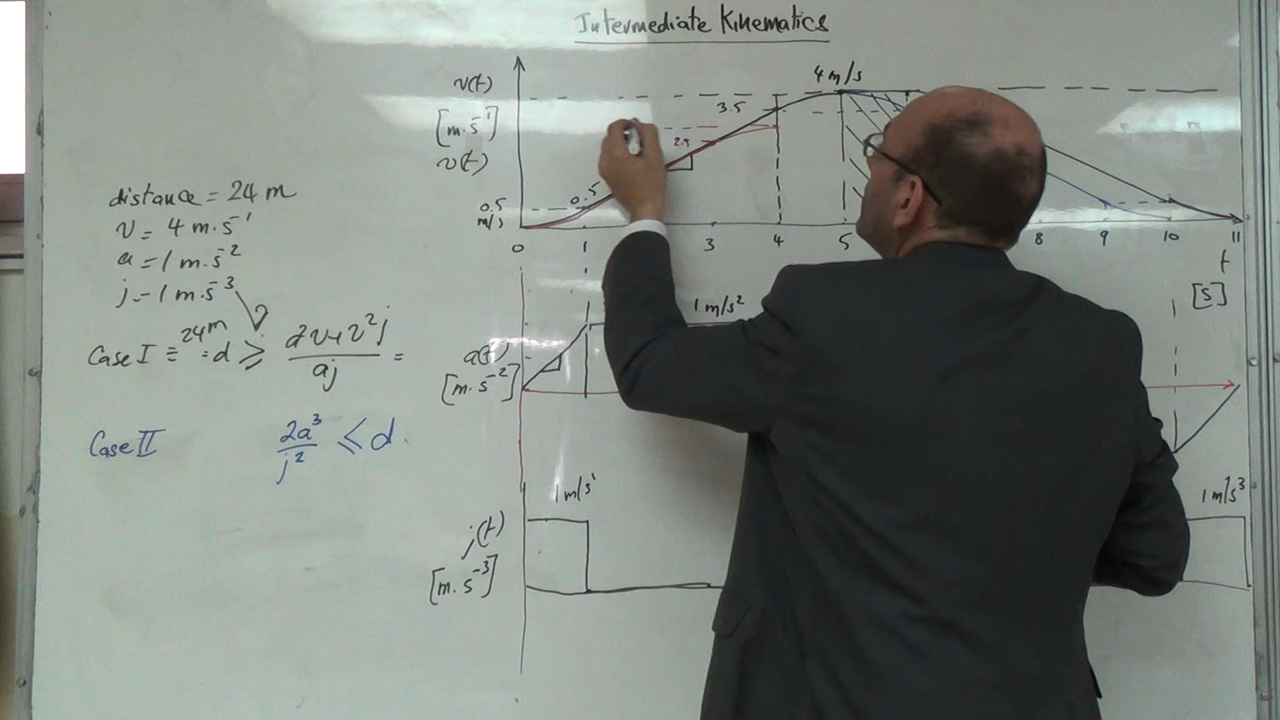 Intermediate Kinematics
v(t)
[m·s⁻¹]
v(t)
4 m/s
3.5
2.5
0.5
0.5
m/s
0 1 3 4 5 8 9 10 11
t
[s]
distance = 24 m
v = 4 m·s⁻¹
a = 1 m·s⁻²
j = 1 m·s⁻³
Case I = 24m = d ≥ (av+v²j)/(aj) =
Case II 2a³/j² ≤ d.
1 m/s²
a(t)
[m·s⁻²]
j(t)
[m·s⁻³]
1 m/s³